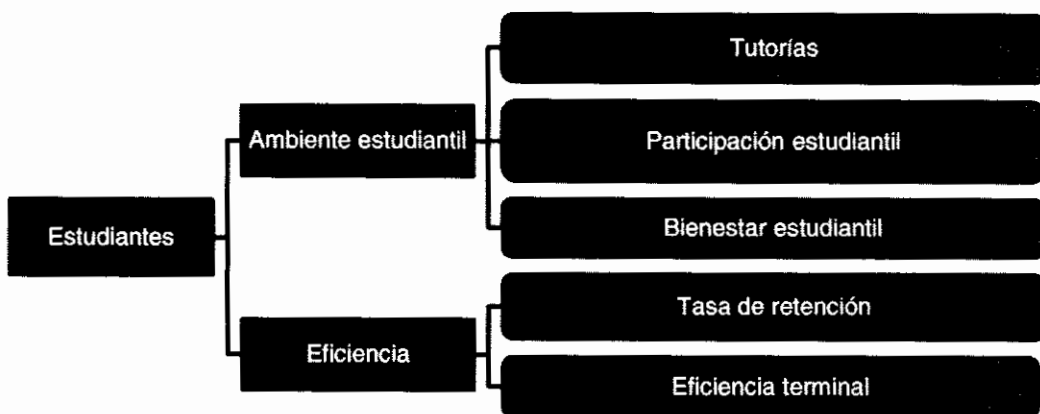 Estudiantes
Ambiente estudiantil
Tutorías
Participación estudiantil
Bienestar estudiantil
Eficiencia
Tasa de retención
Eficiencia terminal